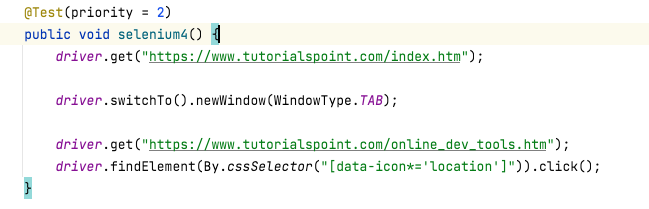 @Test(priority = 2)
public void selenium4() {
driver.get("https://www.tutorialspoint.com/index.htm");
driver.switchTo().newWindow(WindowType.TAB);
driver.get("https://www.tutorialspoint.com/online_dev_tools.htm");
driver.findElement(By.cssSelector("[data-icon*='location']")).click();
}